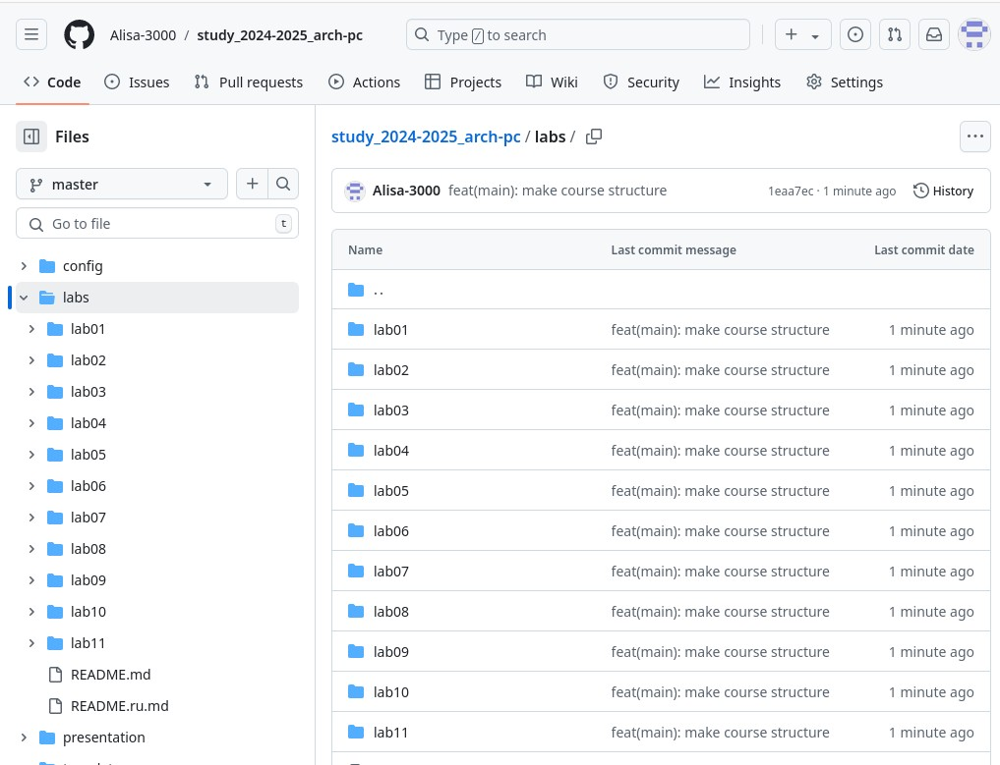 Alisa-3000 / study_2024-2025_arch-pc
Type / to search
Code Issues Pull requests Actions Projects Wiki Security Insights Settings
Files
master
Go to file t
config
labs
lab01
lab02
lab03
lab04
lab05
lab06
lab07
lab08
lab09
lab10
lab11
README.md
README.ru.md
presentation
study_2024-2025_arch-pc / labs /
Alisa-3000 feat(main): make course structure 1eaa7ec · 1 minute ago History
Name Last commit message Last commit date
..
lab01 feat(main): make course structure 1 minute ago
lab02 feat(main): make course structure 1 minute ago
lab03 feat(main): make course structure 1 minute ago
lab04 feat(main): make course structure 1 minute ago
lab05 feat(main): make course structure 1 minute ago
lab06 feat(main): make course structure 1 minute ago
lab07 feat(main): make course structure 1 minute ago
lab08 feat(main): make course structure 1 minute ago
lab09 feat(main): make course structure 1 minute ago
lab10 feat(main): make course structure 1 minute ago
lab11 feat(main): make course structure 1 minute ago